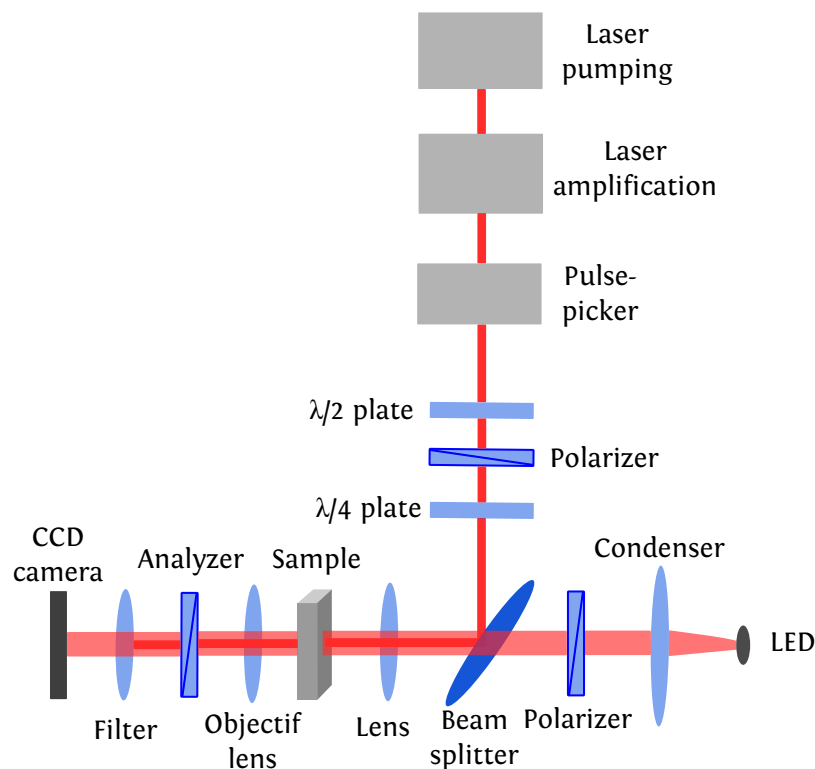 Laser
pumping
Laser
amplification
Pulse-
picker
λ/2 plate
Polarizer
λ/4 plate
CCD
camera
Analyzer
Sample
Condenser
LED
Filter
Objectif
lens
Lens
Beam
splitter
Polarizer